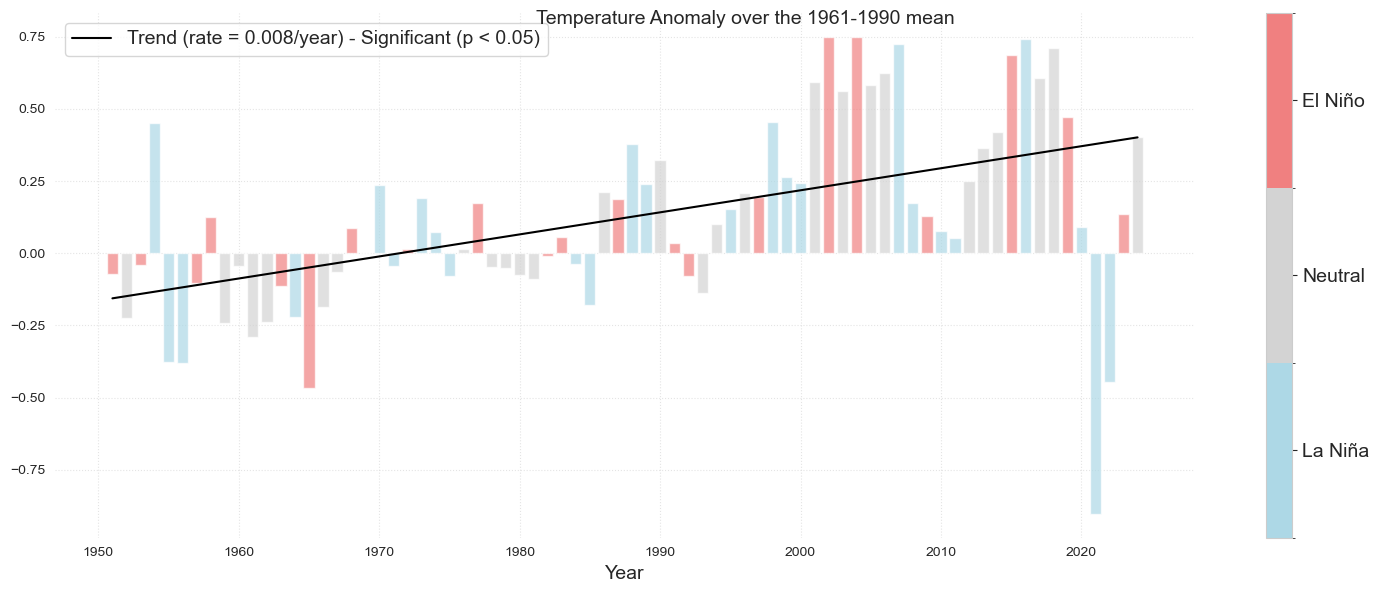 Temperature Anomaly over the 1961-1990 mean
Trend (rate = 0.008/year) - Significant (p < 0.05)
0.75
0.50
0.25
0.00
−0.25
−0.50
−0.75
1950 1960 1970 1980 1990 2000 2010 2020
Year
El Niño
Neutral
La Niña